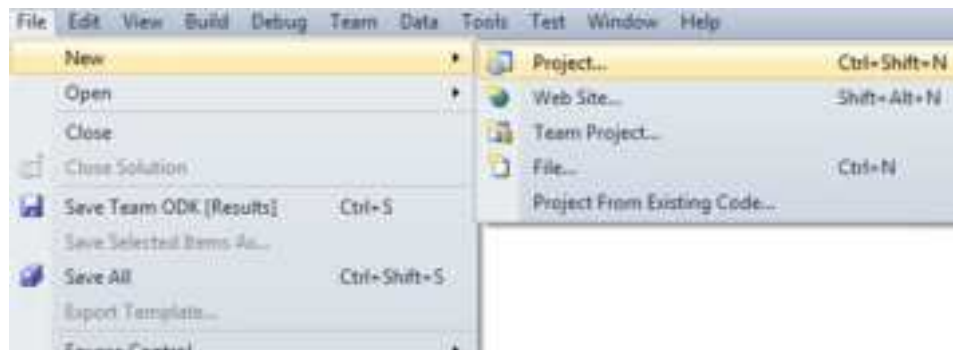 File Edit View Build Debug Team Data Tools Test Window Help
New
Open
Close
Close Solution
Save Team ODK [Results] Ctrl+S
Save Selected Items As...
Save All Ctrl+Shift+S
Export Template...
Source Control
Project... Ctrl+Shift+N
Web Site... Shift+Alt+N
Team Project...
File... Ctrl+N
Project From Existing Code...